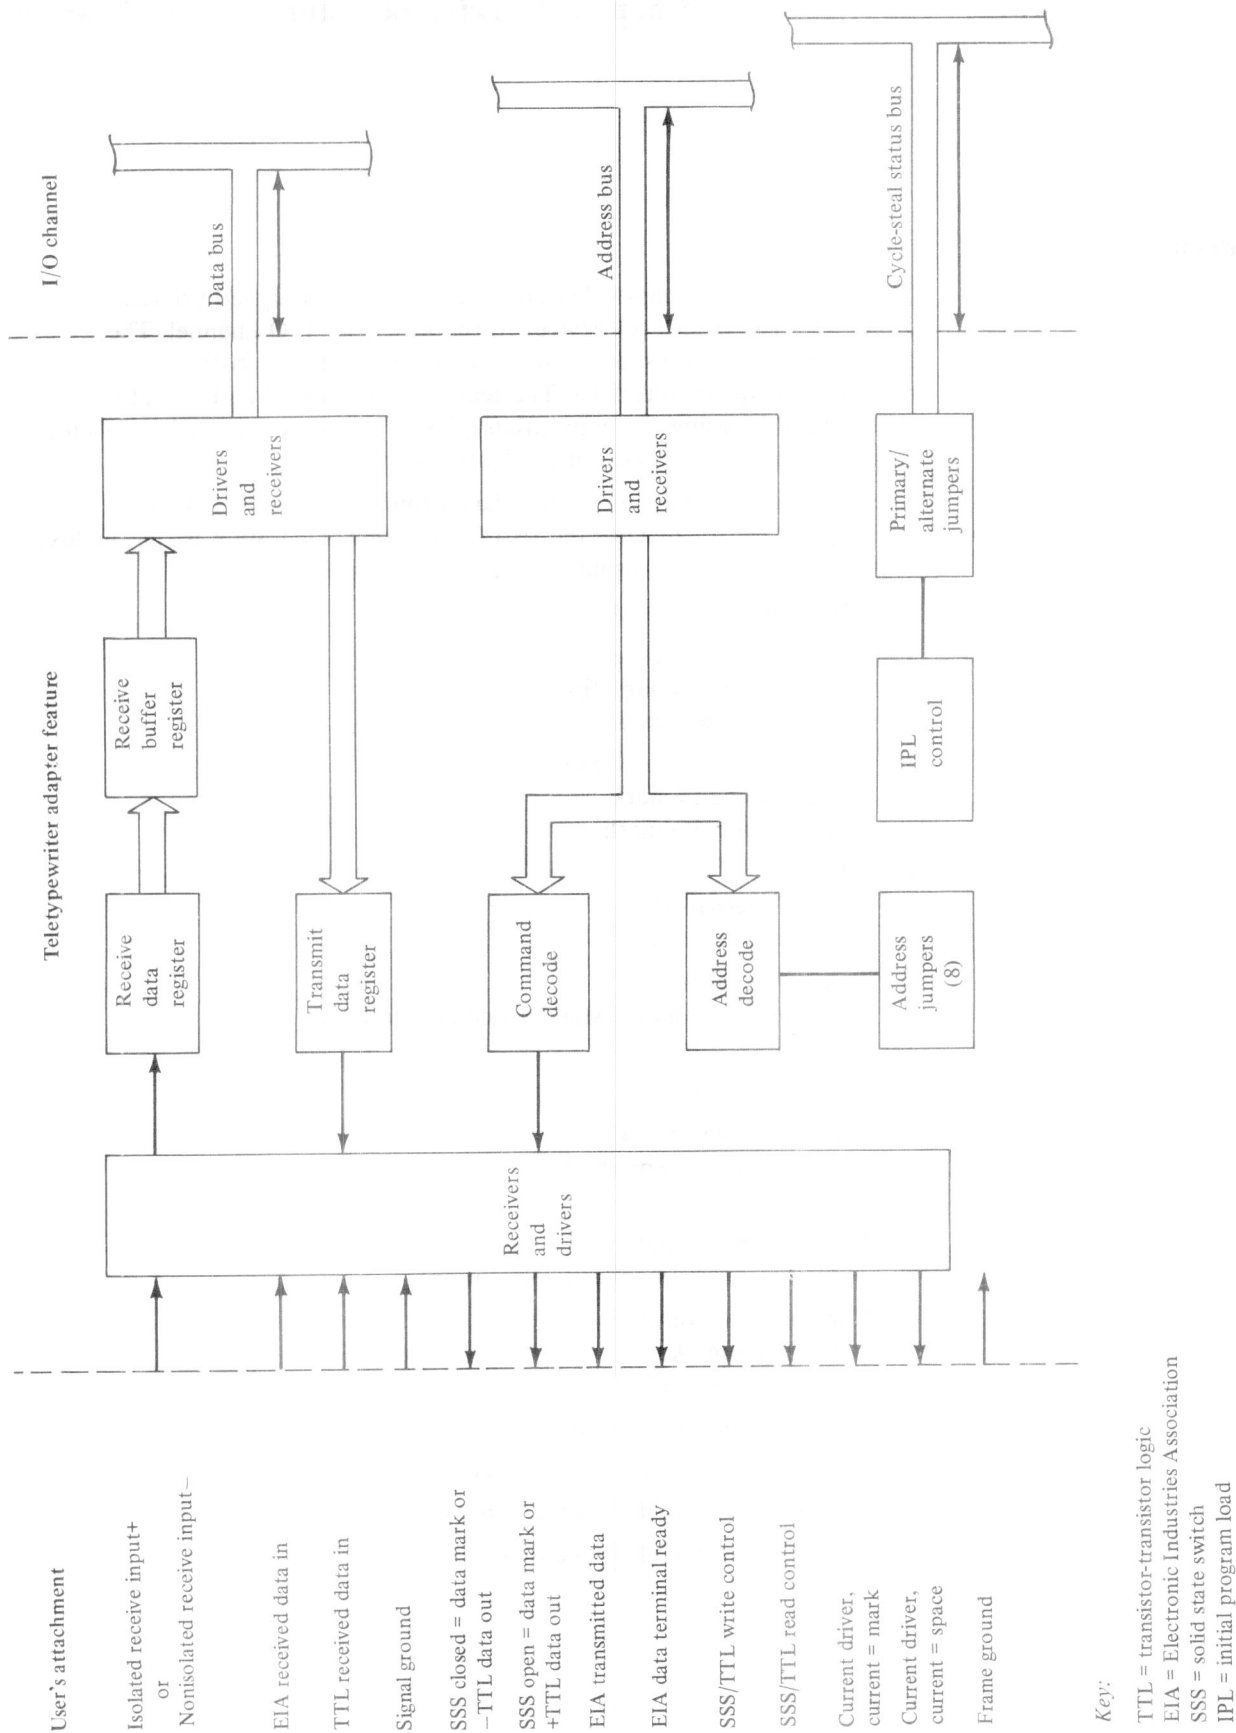 User's attachment
Teletypewriter adapter feature
I/O channel
Isolated receive input+
or
Nonisolated receive input−
EIA received data in
TTL received data in
Signal ground
SSS closed = data mark or
−TTL data out
SSS open = data mark or
+TTL data out
EIA transmitted data
EIA data terminal ready
SSS/TTL write control
SSS/TTL read control
Current driver,
current = mark
Current driver,
current = space
Frame ground
Receivers
and
drivers
Receive
data
register
Receive
buffer
register
Drivers
and
receivers
Data bus
Transmit
data
register
Command
decode
Address
decode
Drivers
and
receivers
Address bus
Address
jumpers
(8)
IPL
control
Primary/
alternate
jumpers
Cycle-steal status bus
Key:
TTL = transistor-transistor logic
EIA = Electronic Industries Association
SSS = solid state switch
IPL = initial program load